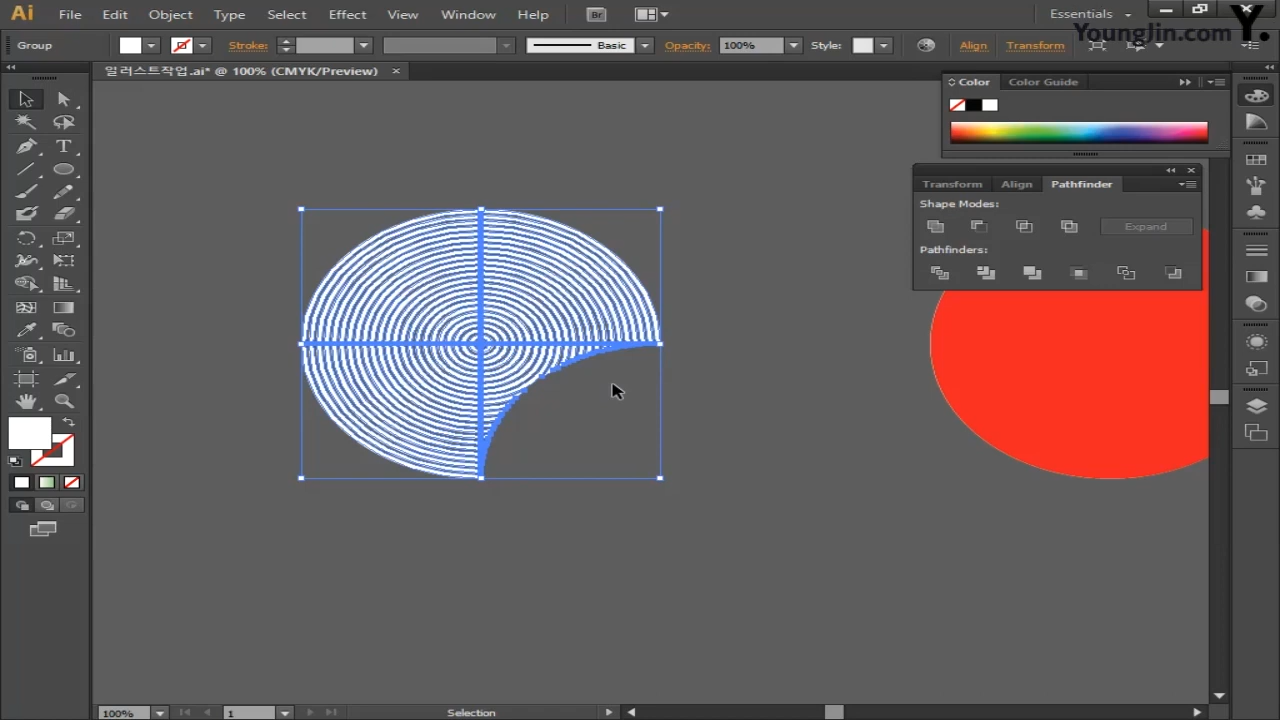 Ai File Edit Object Type Select Effect View Window Help Br Essentials
YoungJin.com Y.
Group Stroke: Basic Opacity: 100% Style: Align Transform
일러스트작업.ai* @ 100% (CMYK/Preview) ×
Color Color Guide
Transform Align Pathfinder
Shape Modes:
Expand
Pathfinders:
100% 1 Selection